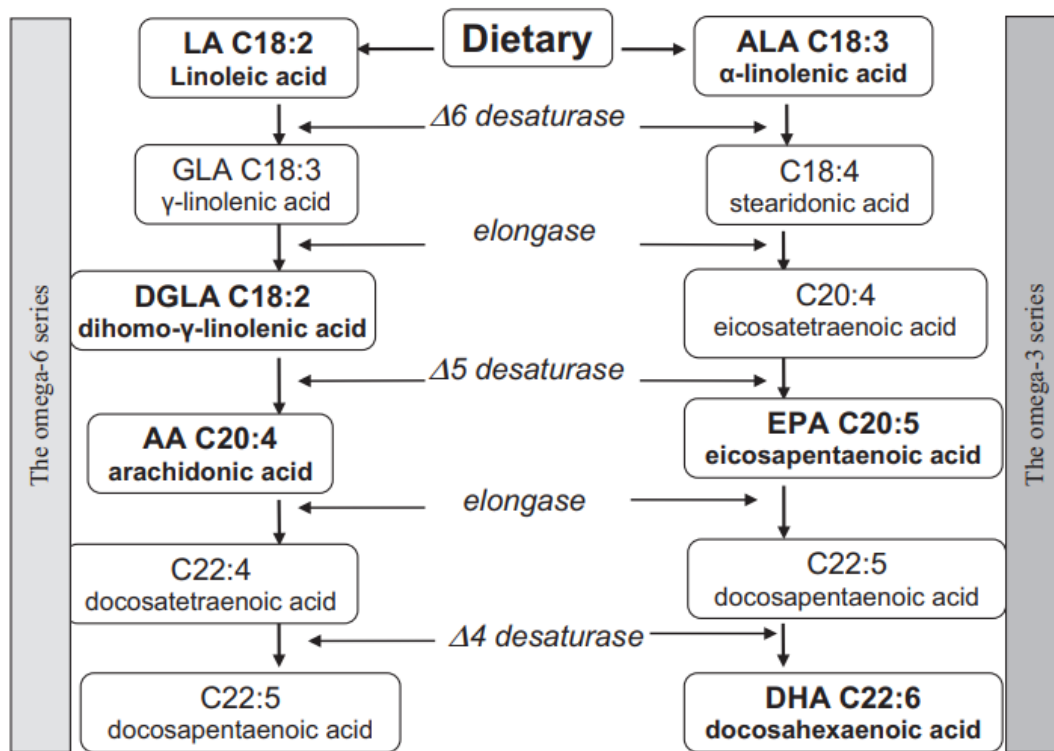 Dietary
LA C18:2
Linoleic acid
ALA C18:3
α-linolenic acid
Δ6 desaturase
GLA C18:3
γ-linolenic acid
C18:4
stearidonic acid
elongase
DGLA C18:2
dihomo-γ-linolenic acid
C20:4
eicosatetraenoic acid
Δ5 desaturase
AA C20:4
arachidonic acid
EPA C20:5
eicosapentaenoic acid
elongase
C22:4
docosatetraenoic acid
C22:5
docosapentaenoic acid
Δ4 desaturase
C22:5
docosapentaenoic acid
DHA C22:6
docosahexaenoic acid
The omega-6 series
The omega-3 series